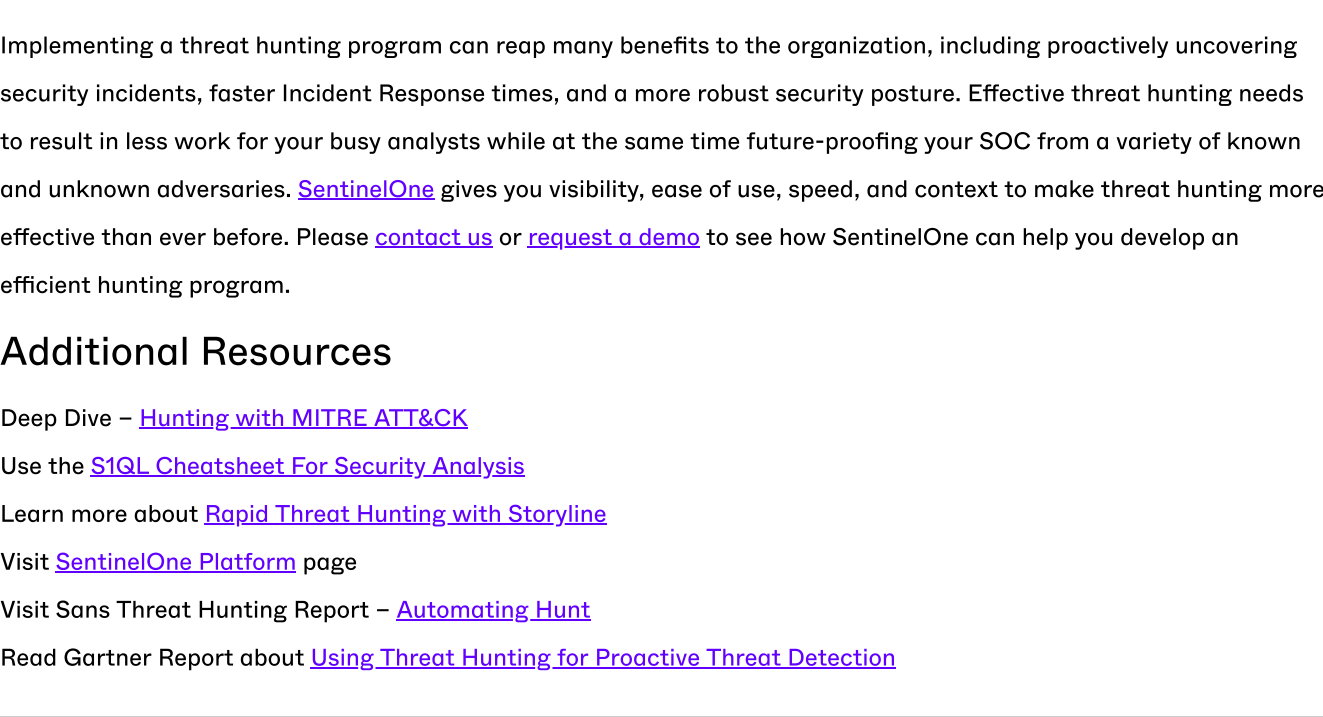 Implementing a threat hunting program can reap many benefits to the organization, including proactively uncovering
security incidents, faster Incident Response times, and a more robust security posture. Effective threat hunting needs
to result in less work for your busy analysts while at the same time future-proofing your SOC from a variety of known
and unknown adversaries. SentinelOne gives you visibility, ease of use, speed, and context to make threat hunting more
effective than ever before. Please contact us or request a demo to see how SentinelOne can help you develop an
efficient hunting program.
Additional Resources
Deep Dive – Hunting with MITRE ATT&CK
Use the S1QL Cheatsheet For Security Analysis
Learn more about Rapid Threat Hunting with Storyline
Visit SentinelOne Platform page
Visit Sans Threat Hunting Report – Automating Hunt
Read Gartner Report about Using Threat Hunting for Proactive Threat Detection